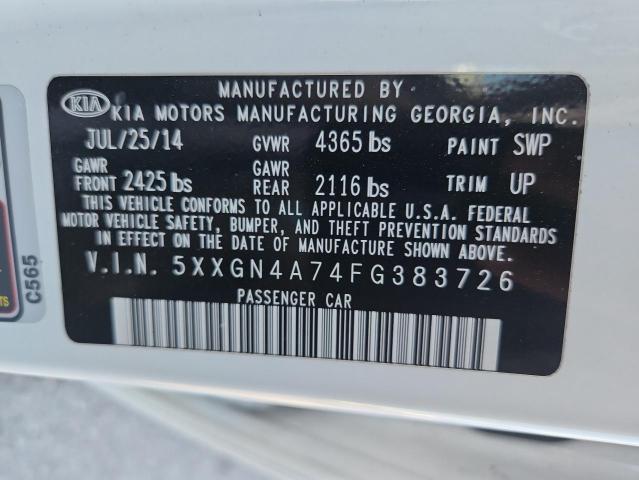 MANUFACTURED BY
KIA KIA MOTORS MANUFACTURING GEORGIA, INC.
JUL/25/14 GVWR 4365 lbs PAINT SWP
GAWR GAWR
FRONT 2425 lbs REAR 2116 lbs TRIM UP
THIS VEHICLE CONFORMS TO ALL APPLICABLE U.S.A. FEDERAL
MOTOR VEHICLE SAFETY, BUMPER, AND THEFT PREVENTION STANDARDS
IN EFFECT ON THE DATE OF MANUFACTURE SHOWN ABOVE.
V.I.N. 5XXGN4A74FG383726
PASSENGER CAR
C565